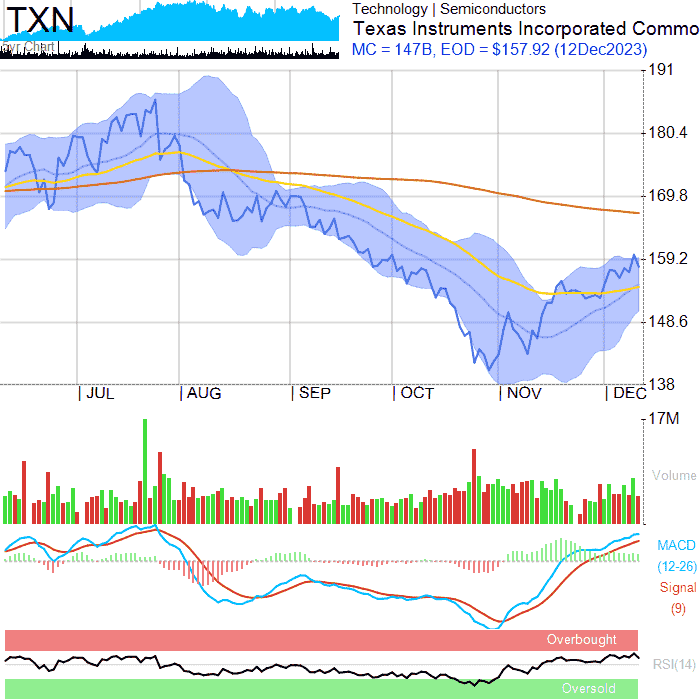 TXN
5yr Chart
Technology | Semiconductors
Texas Instruments Incorporated Commo
MC = 147B, EOD = $157.92 (12Dec2023)
191
180.4
169.8
159.2
148.6
138
JUL AUG SEP OCT NOV DEC
17M
Volume
MACD
(12-26)
Signal
(9)
Overbought
RSI(14)
Oversold